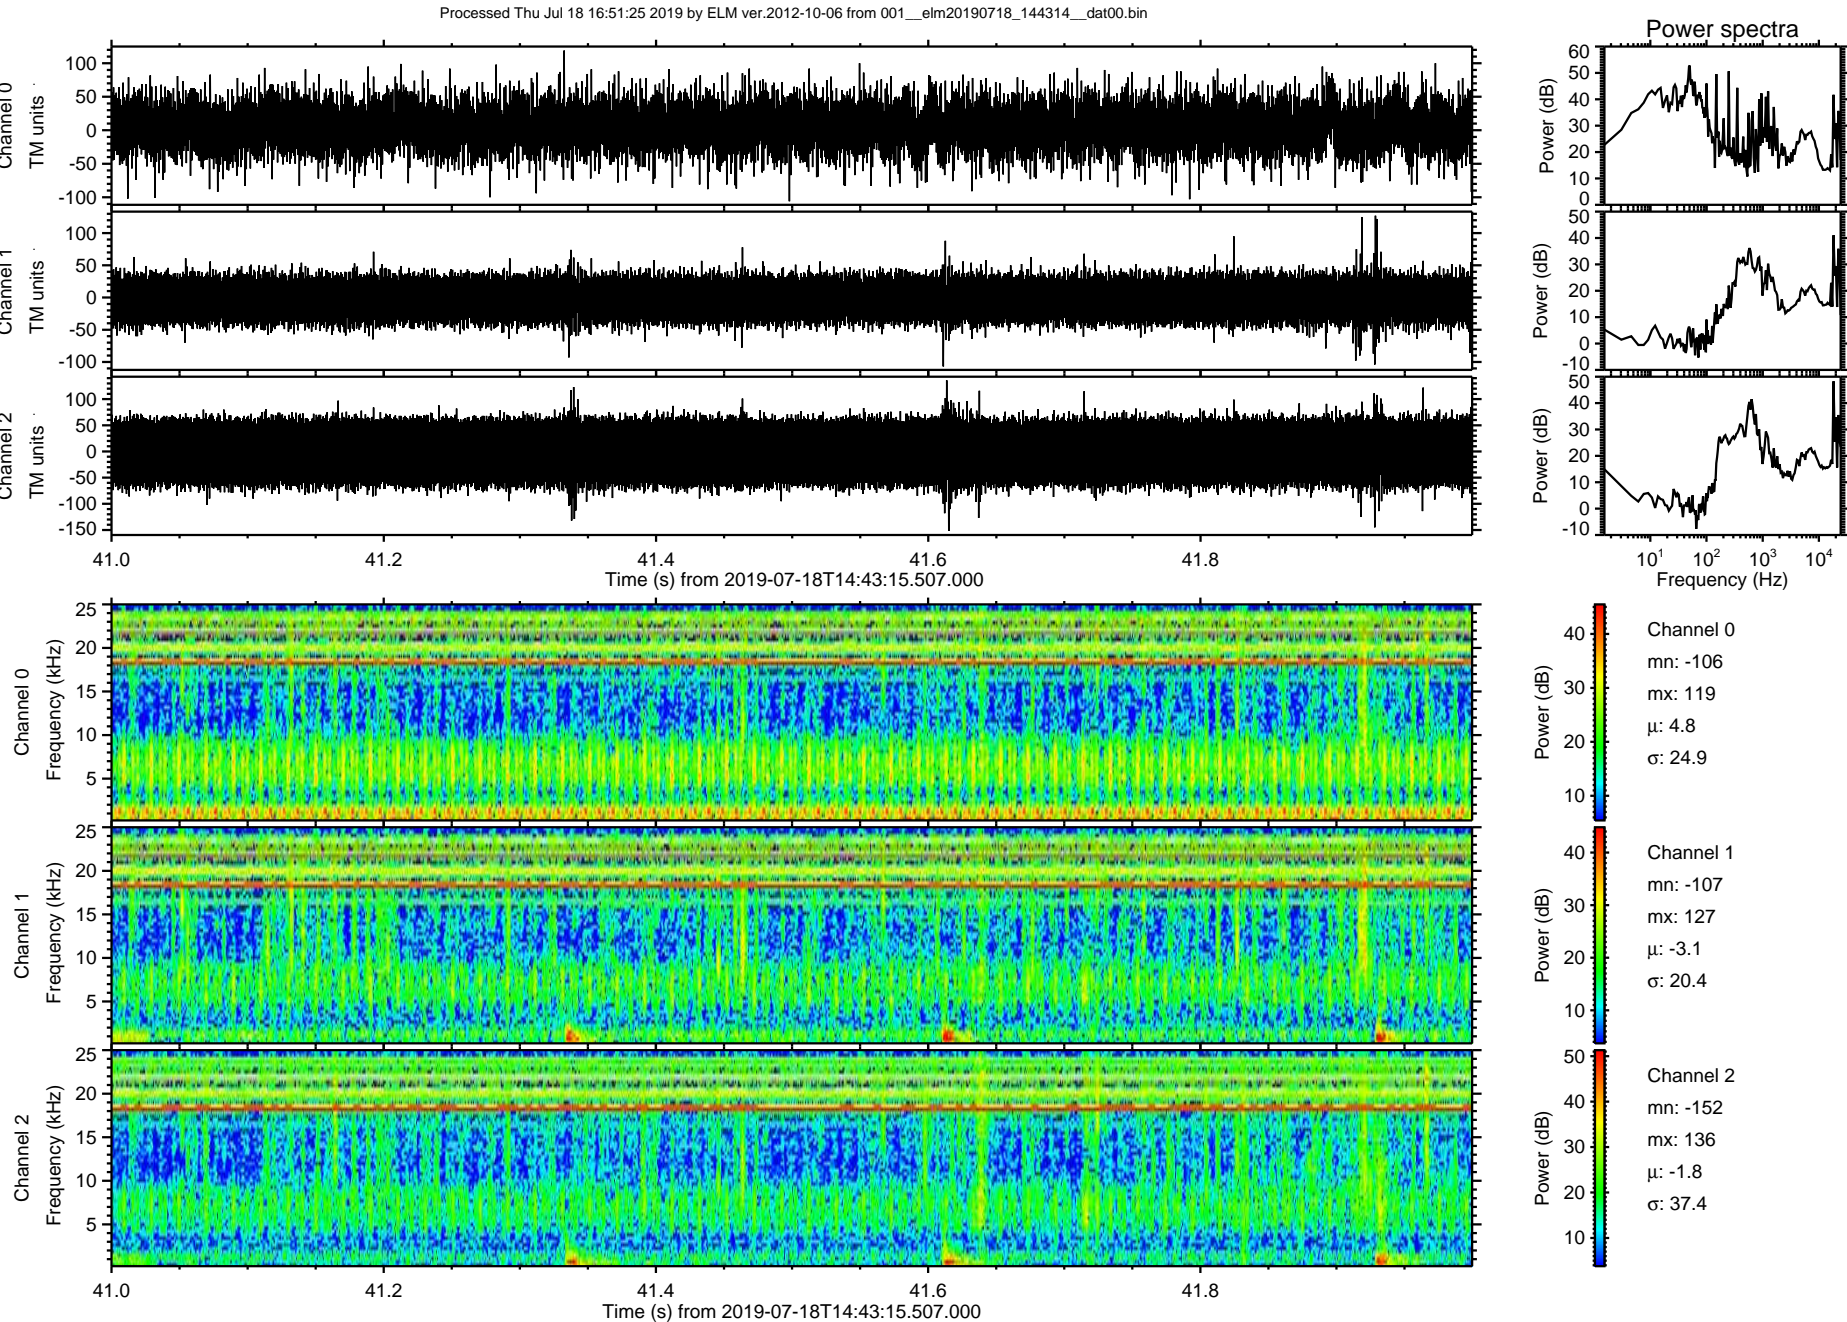 Processed Thu Jul 18 16:51:25 2019 by ELM ver.2012-10-06 from 001__elm20190718_144314__dat00.bin
Power spectra
Channel 0
TM units
100
50
0
-50
-100
Power (dB)
60
50
40
30
20
10
0
Channel 1
TM units
100
50
0
-50
-100
Power (dB)
50
40
30
20
10
0
-10
Channel 2
TM units
100
50
0
-50
-100
-150
Power (dB)
50
40
30
20
10
0
-10
41.0 41.2 41.4 41.6 41.8
Time (s) from 2019-07-18T14:43:15.507.000
10^1 10^2 10^3 10^4
Frequency (Hz)
Channel 0
Frequency (kHz)
25
20
15
10
5
Power (dB)
40
30
20
10
Channel 0
mn: -106
mx: 119
μ: 4.8
σ: 24.9
Channel 1
Frequency (kHz)
25
20
15
10
5
Power (dB)
40
30
20
10
Channel 1
mn: -107
mx: 127
μ: -3.1
σ: 20.4
Channel 2
Frequency (kHz)
25
20
15
10
5
Power (dB)
50
40
30
20
10
Channel 2
mn: -152
mx: 136
μ: -1.8
σ: 37.4
41.0 41.2 41.4 41.6 41.8
Time (s) from 2019-07-18T14:43:15.507.000